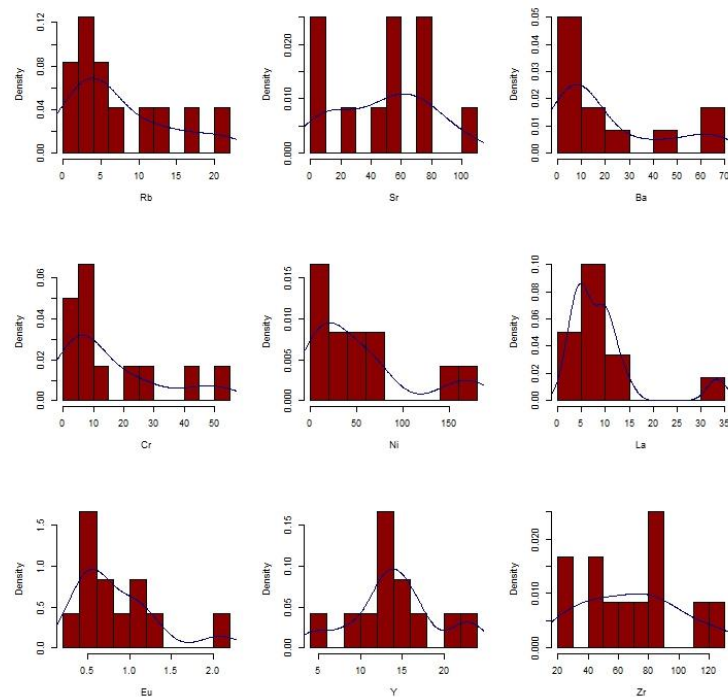 Density
0.00 0.04 0.08 0.12
0 5 10 15 20
Rb
Density
0.000 0.010 0.020
0 20 40 60 80 100
Sr
Density
0.00 0.01 0.02 0.03 0.04 0.05
0 10 20 30 40 50 60 70
Ba
Density
0.00 0.02 0.04 0.06
0 10 20 30 40 50
Cr
Density
0.000 0.005 0.010 0.015
0 50 100 150
Ni
Density
0.00 0.02 0.04 0.06 0.08 0.10
0 5 10 15 20 25 30 35
La
Density
0.0 0.5 1.0 1.5
0.5 1.0 1.5 2.0
Eu
Density
0.00 0.05 0.10 0.15
5 10 15 20
Y
Density
0.000 0.010 0.020
20 40 60 80 100 120
Zr